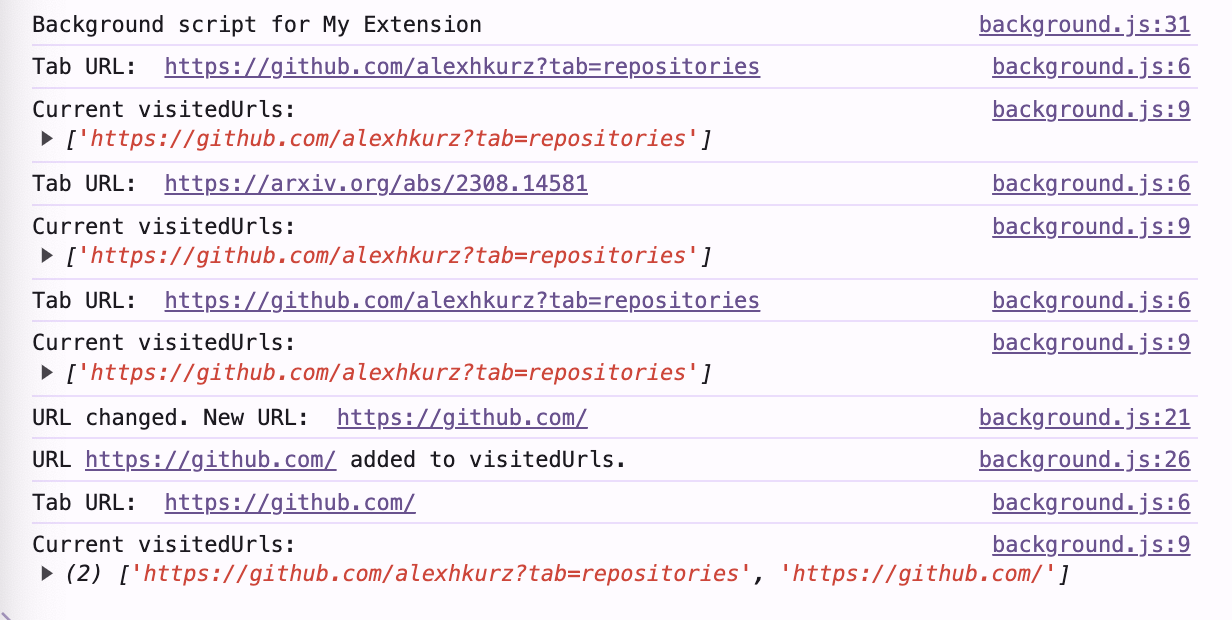 Background script for My Extension background.js:31
Tab URL: https://github.com/alexhkurz?tab=repositories background.js:6
Current visitedUrls: background.js:9
['https://github.com/alexhkurz?tab=repositories']
Tab URL: https://arxiv.org/abs/2308.14581 background.js:6
Current visitedUrls: background.js:9
['https://github.com/alexhkurz?tab=repositories']
Tab URL: https://github.com/alexhkurz?tab=repositories background.js:6
Current visitedUrls: background.js:9
['https://github.com/alexhkurz?tab=repositories']
URL changed. New URL: https://github.com/ background.js:21
URL https://github.com/ added to visitedUrls. background.js:26
Tab URL: https://github.com/ background.js:6
Current visitedUrls: background.js:9
(2) ['https://github.com/alexhkurz?tab=repositories', 'https://github.com/']